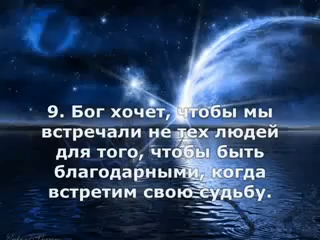 9. Бог хочет, чтобы мы
встречали не тех людей
для того, чтобы быть
благодарными, когда
встретим свою судьбу.